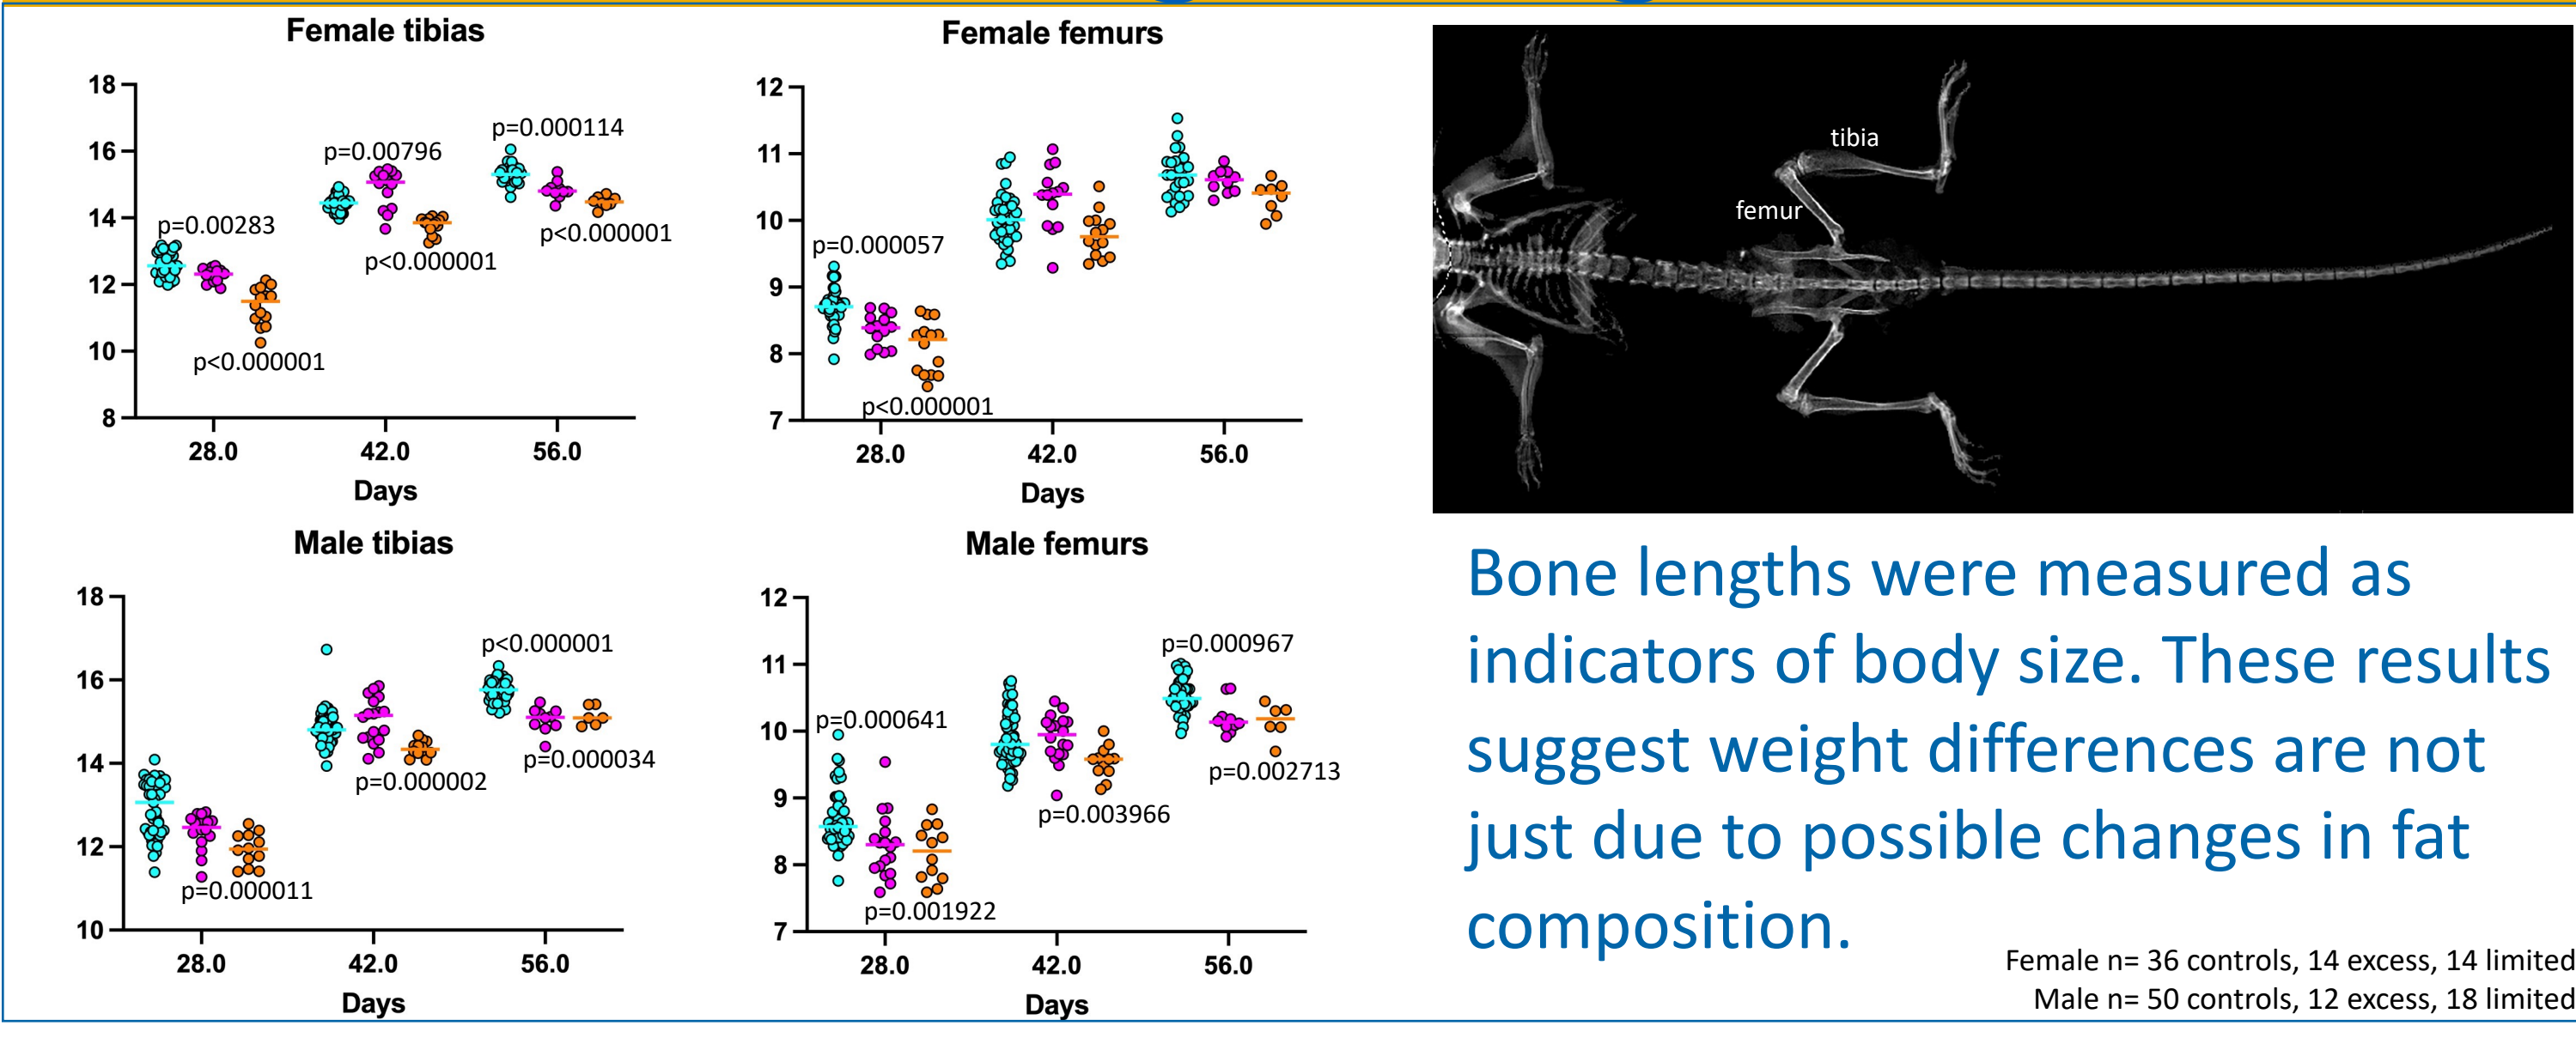 Female tibias
18
16
14
12
10
8
p=0.00283
p<0.000001
p=0.00796
p<0.000001
p=0.000114
p<0.000001
28.0 42.0 56.0
Days
Female femurs
12
11
10
9
8
7
p=0.000057
p<0.000001
28.0 42.0 56.0
Days
tibia
femur
Male tibias
18
16
14
12
10
p=0.000011
p=0.000002
p<0.000001
p=0.000034
28.0 42.0 56.0
Days
Male femurs
12
11
10
9
8
7
p=0.000641
p=0.001922
p=0.003966
p=0.000967
p=0.002713
28.0 42.0 56.0
Days
Bone lengths were measured as
indicators of body size. These results
suggest weight differences are not
just due to possible changes in fat
composition.
Female n= 36 controls, 14 excess, 14 limited
Male n= 50 controls, 12 excess, 18 limited